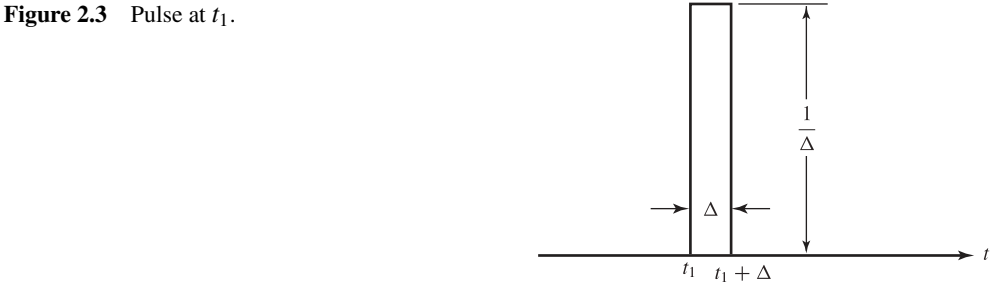 Figure 2.3 Pulse at t₁.
1
Δ
Δ
t
t₁
t₁ + Δ